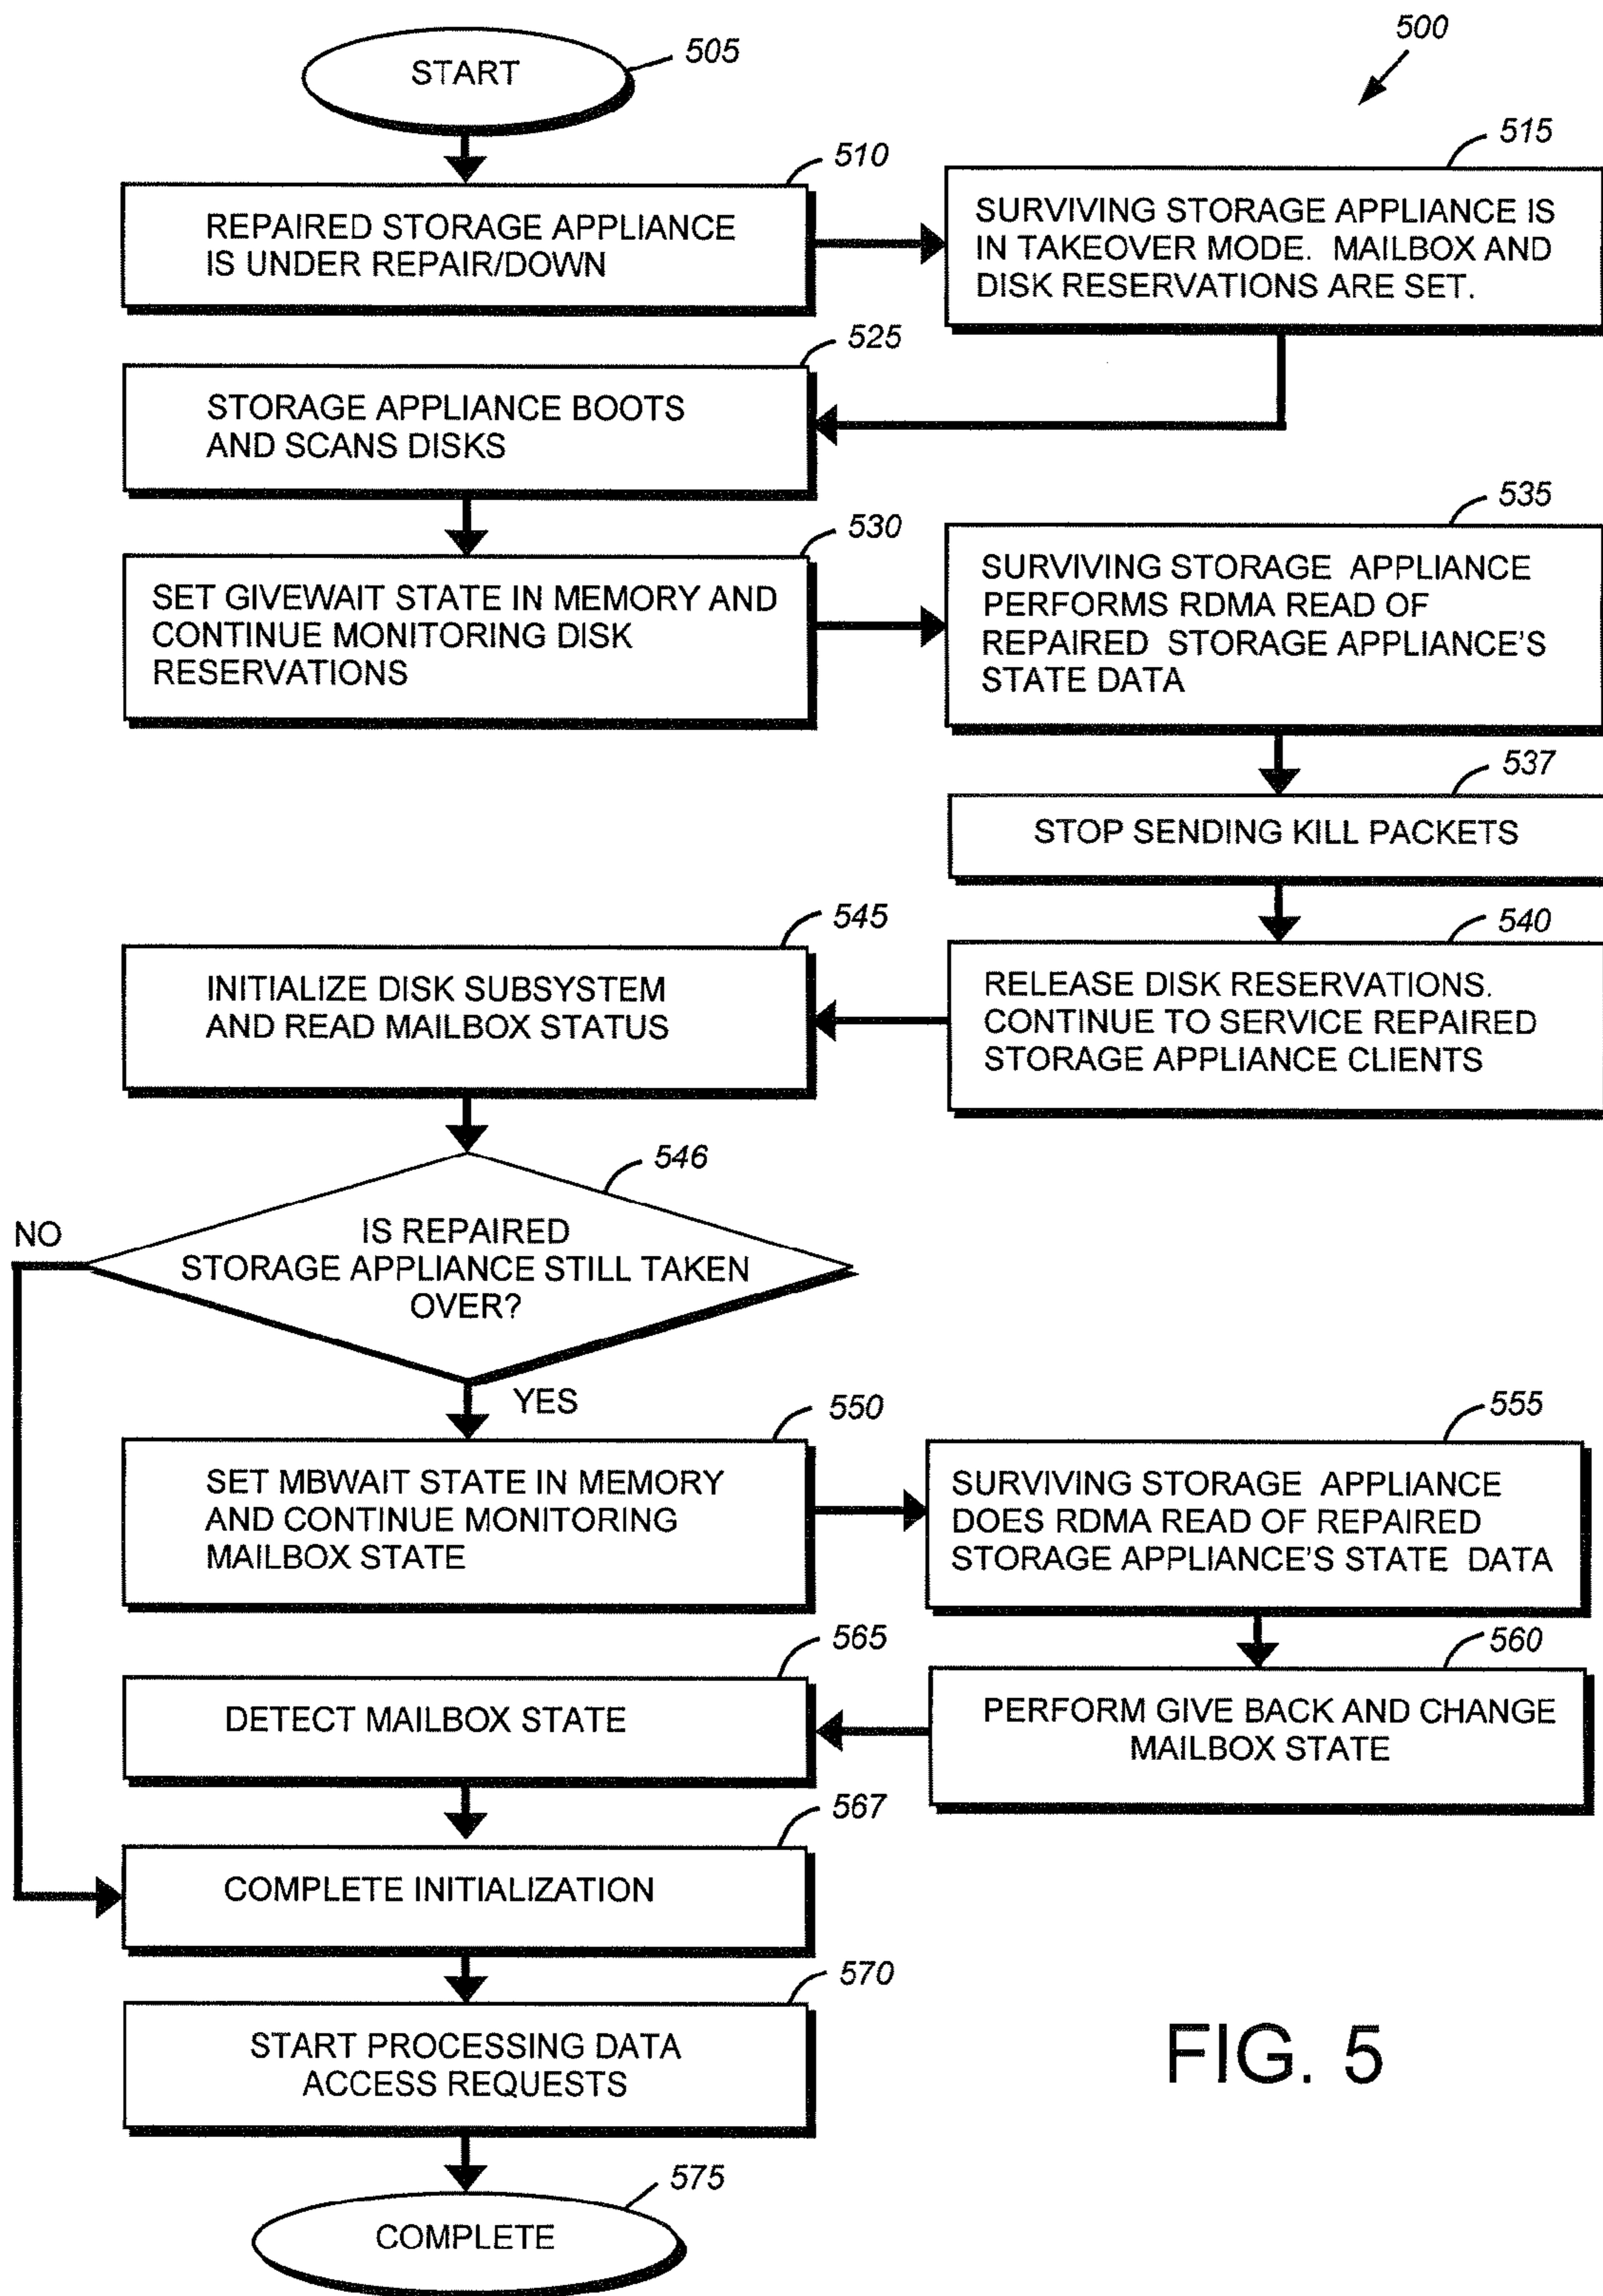 500
START
505
510
REPAIRED STORAGE APPLIANCE
IS UNDER REPAIR/DOWN
515
SURVIVING STORAGE APPLIANCE IS
IN TAKEOVER MODE. MAILBOX AND
DISK RESERVATIONS ARE SET.
525
STORAGE APPLIANCE BOOTS
AND SCANS DISKS
530
SET GIVEWAIT STATE IN MEMORY AND
CONTINUE MONITORING DISK
RESERVATIONS
535
SURVIVING STORAGE APPLIANCE
PERFORMS RDMA READ OF
REPAIRED STORAGE APPLIANCE'S
STATE DATA
537
STOP SENDING KILL PACKETS
540
RELEASE DISK RESERVATIONS.
CONTINUE TO SERVICE REPAIRED
STORAGE APPLIANCE CLIENTS
545
INITIALIZE DISK SUBSYSTEM
AND READ MAILBOX STATUS
546
IS REPAIRED
STORAGE APPLIANCE STILL TAKEN
OVER?
NO
YES
550
SET MBWAIT STATE IN MEMORY
AND CONTINUE MONITORING
MAILBOX STATE
555
SURVIVING STORAGE APPLIANCE
DOES RDMA READ OF REPAIRED
STORAGE APPLIANCE'S STATE DATA
560
PERFORM GIVE BACK AND CHANGE
MAILBOX STATE
565
DETECT MAILBOX STATE
567
COMPLETE INITIALIZATION
570
START PROCESSING DATA
ACCESS REQUESTS
575
COMPLETE
FIG. 5